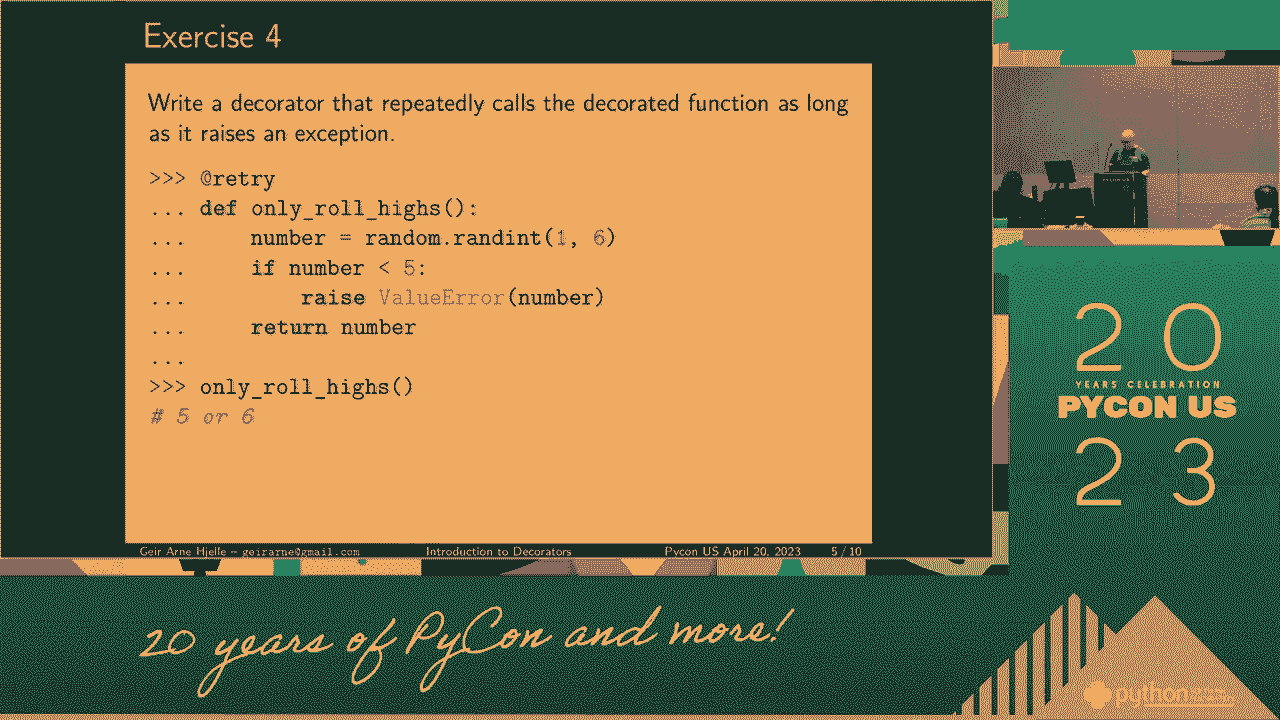 Exercise 4
Write a decorator that repeatedly calls the decorated function as long
as it raises an exception.
>>> @retry
... def only_roll_highs():
...     number = random.randint(1, 6)
...     if number < 5:
...         raise ValueError(number)
...     return number
...
>>> only_roll_highs()
# 5 or 6
Geir Arne Hjelle – geirarne@gmail.com Introduction to Decorators Pycon US April 20, 2023 5 / 10
20
YEARS CELEBRATION
PYCON US
23
20 years of PyCon and more!
python